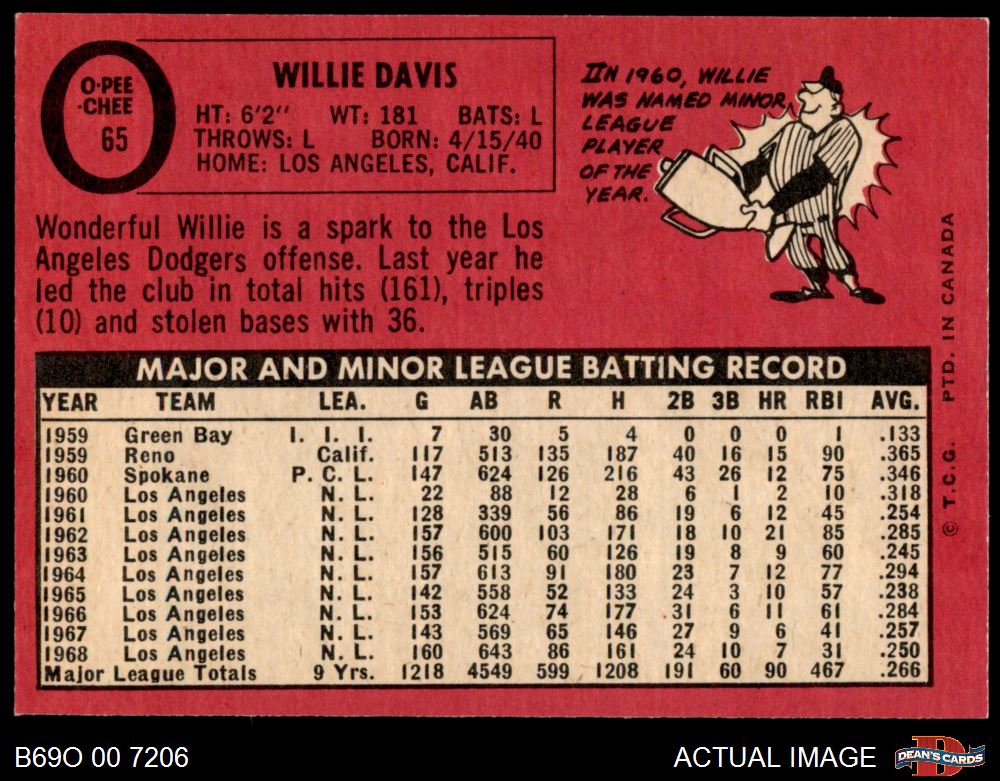 O-PEE
-CHEE
65
WILLIE DAVIS
HT: 6'2" WT: 181 BATS: L
THROWS: L BORN: 4/15/40
HOME: LOS ANGELES, CALIF.
IN 1960, WILLIE
WAS NAMED MINOR
LEAGUE
PLAYER
OF THE
YEAR.
Wonderful Willie is a spark to the Los
Angeles Dodgers offense. Last year he
led the club in total hits (161), triples
(10) and stolen bases with 36.
MAJOR AND MINOR LEAGUE BATTING RECORD
YEAR TEAM LEA. G AB R H 2B 3B HR RBI AVG.
1959 Green Bay I. I. I. 7 30 5 4 0 0 0 1 .133
1959 Reno Calif. 117 513 135 187 40 16 15 90 .365
1960 Spokane P. C. L. 147 624 126 216 43 26 12 75 .346
1960 Los Angeles N. L. 22 88 12 28 6 1 2 10 .318
1961 Los Angeles N. L. 128 339 56 86 19 6 12 45 .254
1962 Los Angeles N. L. 157 600 103 171 18 10 21 85 .285
1963 Los Angeles N. L. 156 515 60 126 19 8 9 60 .245
1964 Los Angeles N. L. 157 613 91 180 23 7 12 77 .294
1965 Los Angeles N. L. 142 558 52 133 24 3 10 57 .238
1966 Los Angeles N. L. 153 624 74 177 31 6 11 61 .284
1967 Los Angeles N. L. 143 569 65 146 27 9 6 41 .257
1968 Los Angeles N. L. 160 643 86 161 24 10 7 31 .250
Major League Totals 9 Yrs. 1218 4549 599 1208 191 60 90 467 .266
© T.C.G. PTD. IN CANADA
B69O 00 7206
ACTUAL IMAGE
D
DEAN'S CARDS